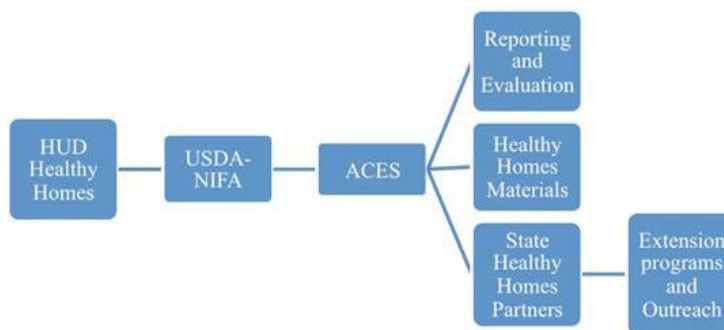 HUD
Healthy
Homes
USDA-
NIFA
ACES
Reporting
and
Evaluation
Healthy
Homes
Materials
State
Healthy
Homes
Partners
Extension
programs
and
Outreach